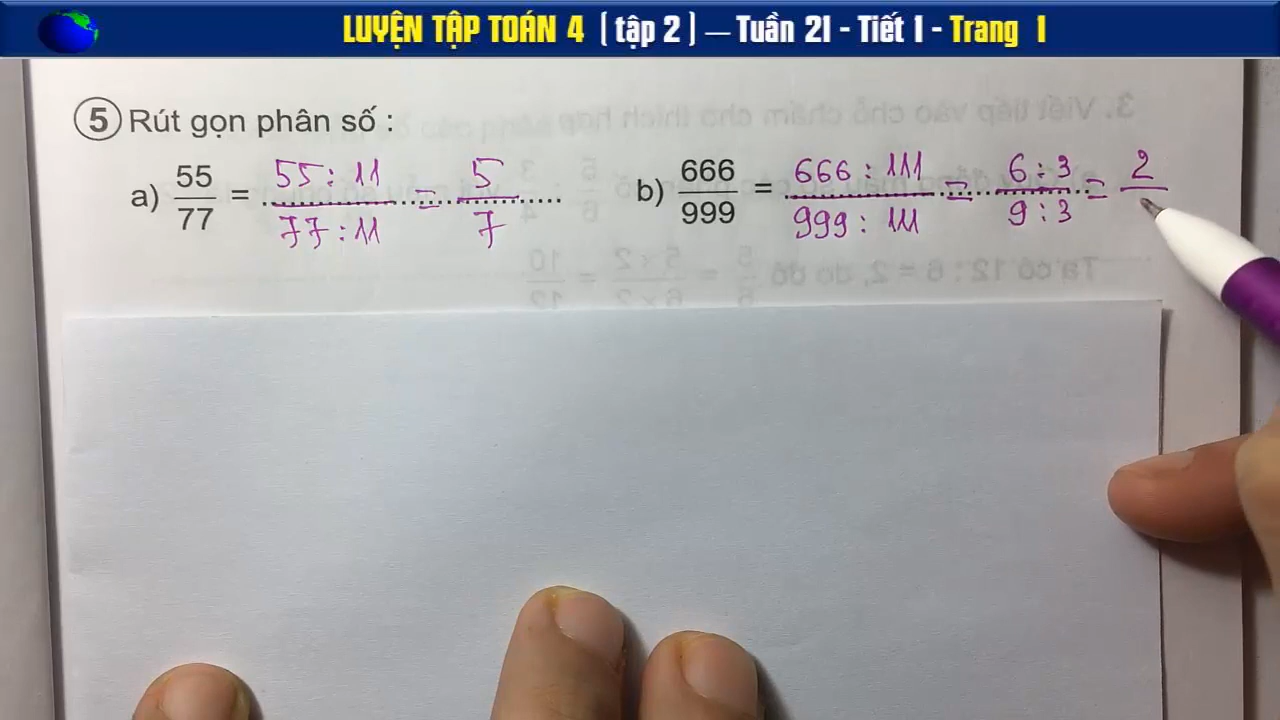 LUYỆN TẬP TOÁN 4 ( tập 2 ) – Tuần 21 - Tiết 1 - Trang 1
5 Rút gọn phân số :
a) 55/77 = 55 : 11 / 77 : 11 = 5/7
b) 666/999 = 666 : 111 / 999 : 111 = 6 : 3 / 9 : 3 = 2/